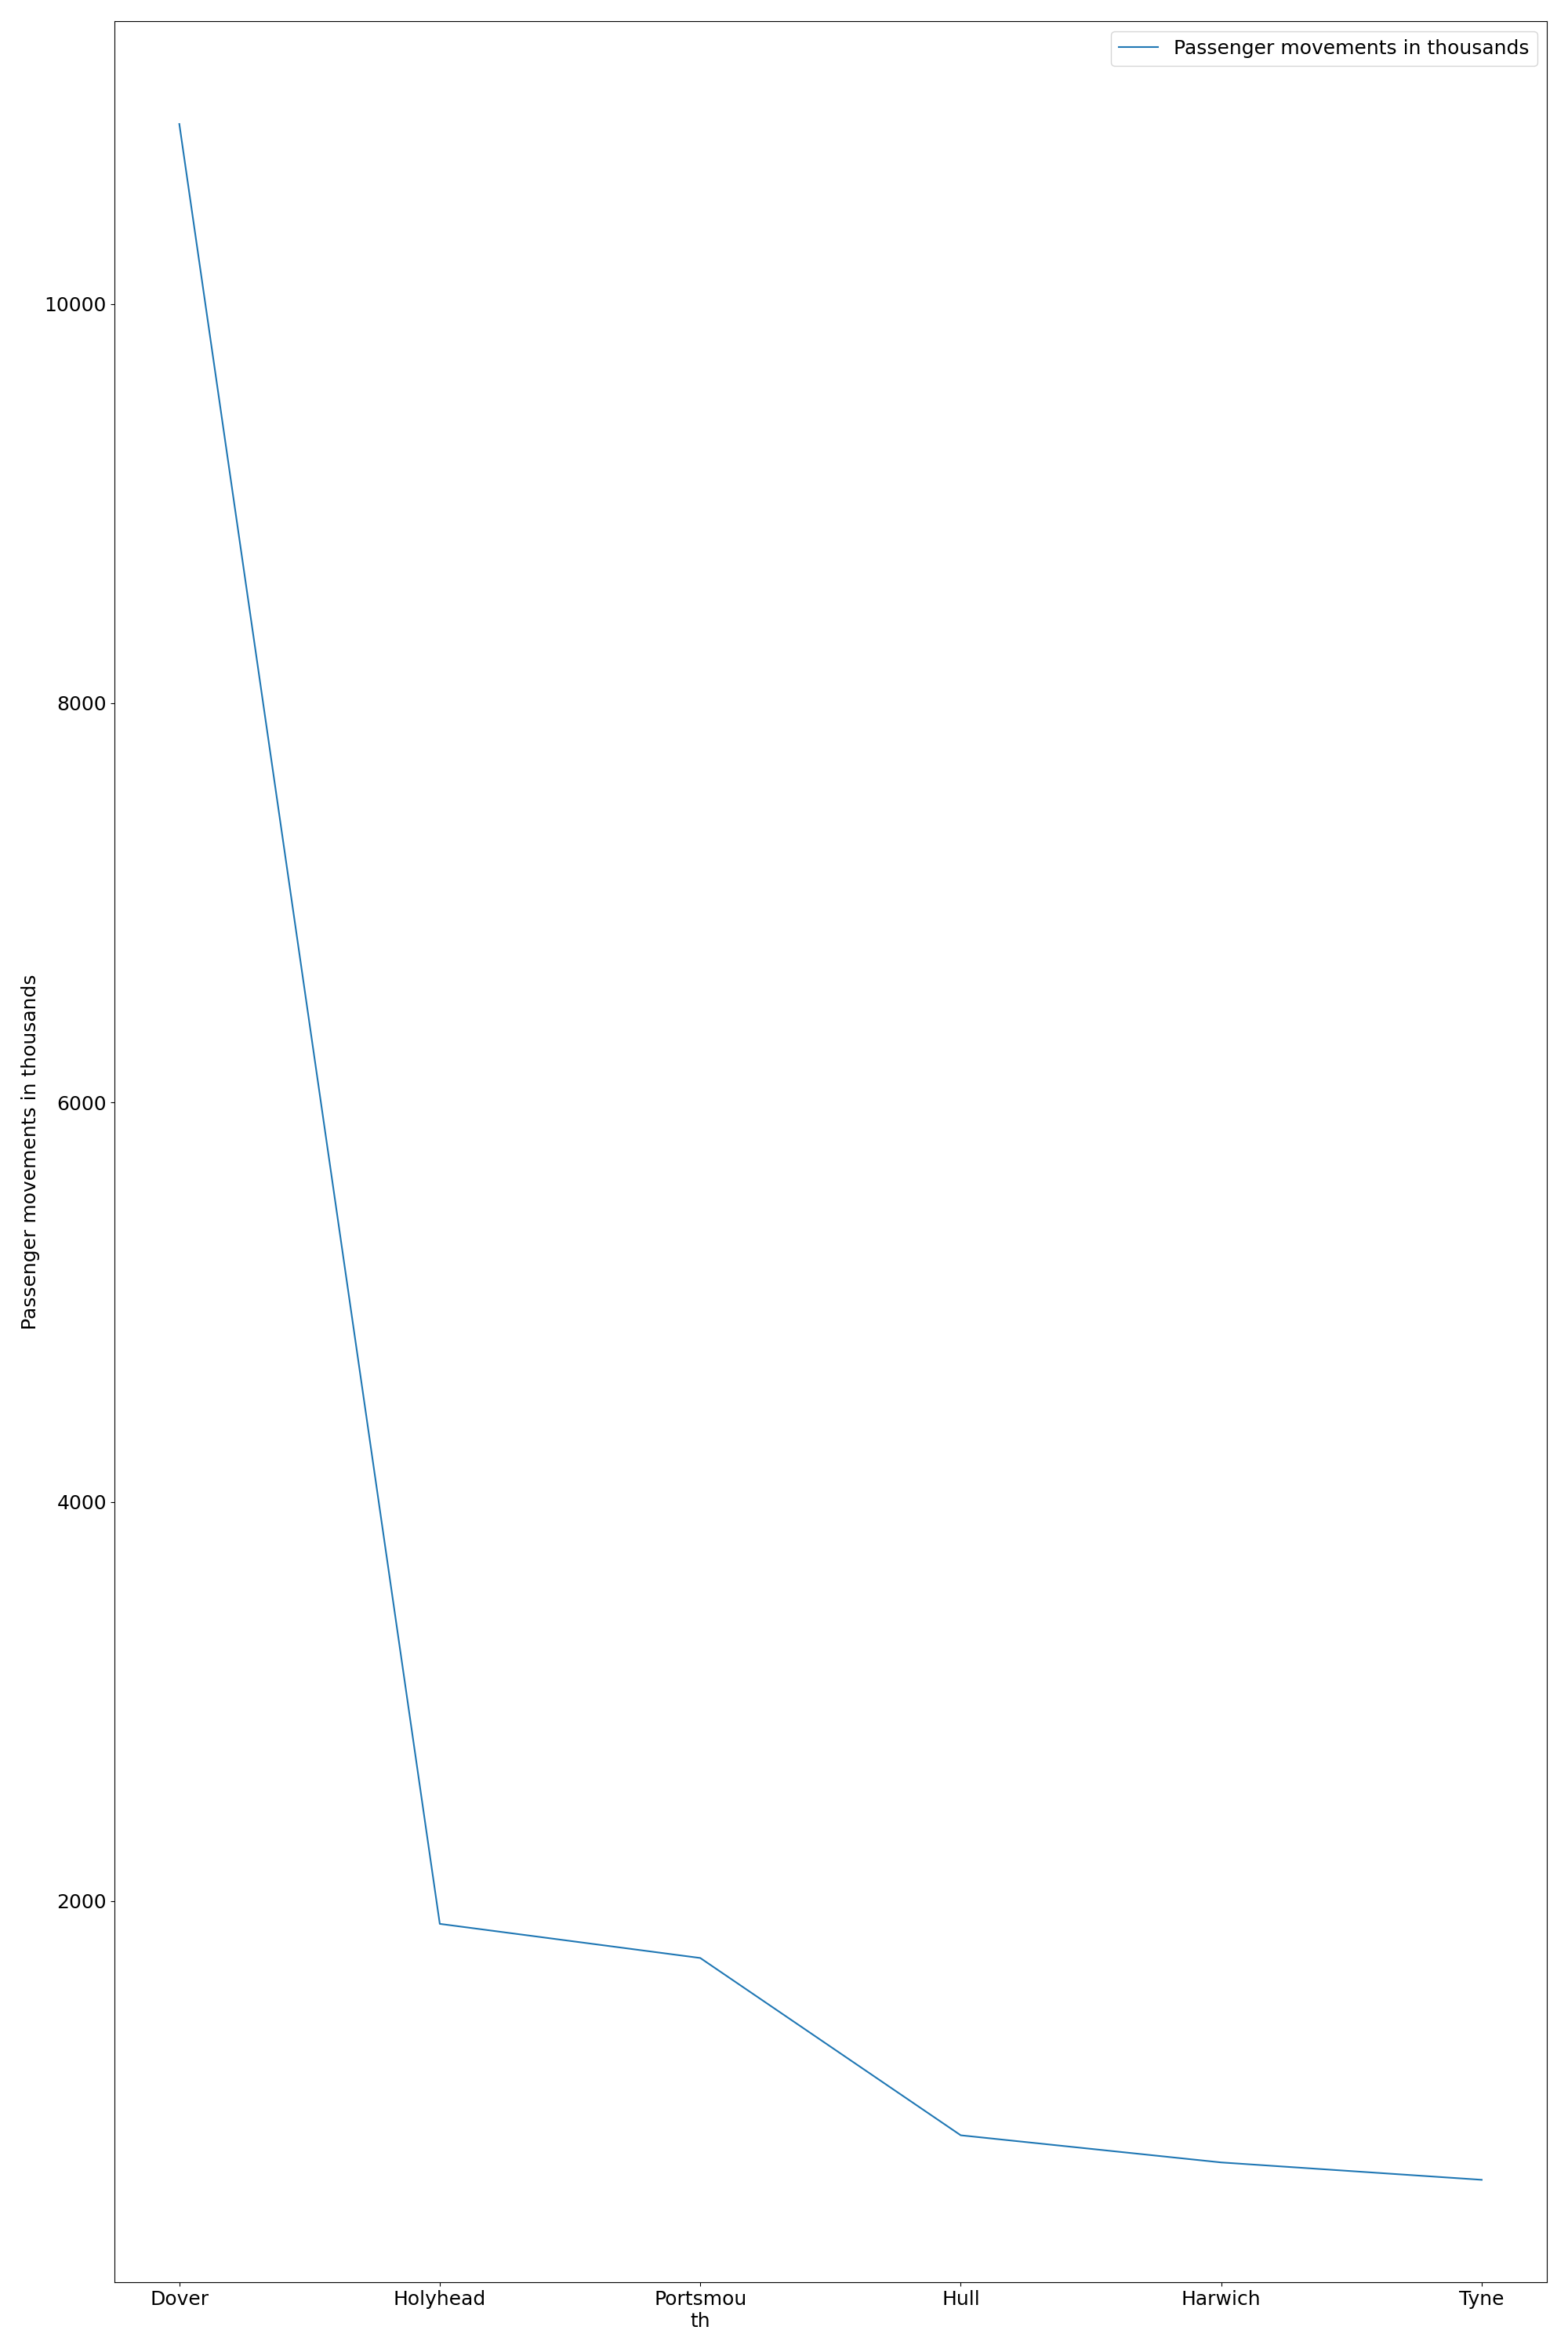 Passenger movements in thousands
10000
8000
6000
4000
2000
Passenger movements in thousands
Dover
Holyhead
Portsmou
th
Hull
Harwich
Tyne